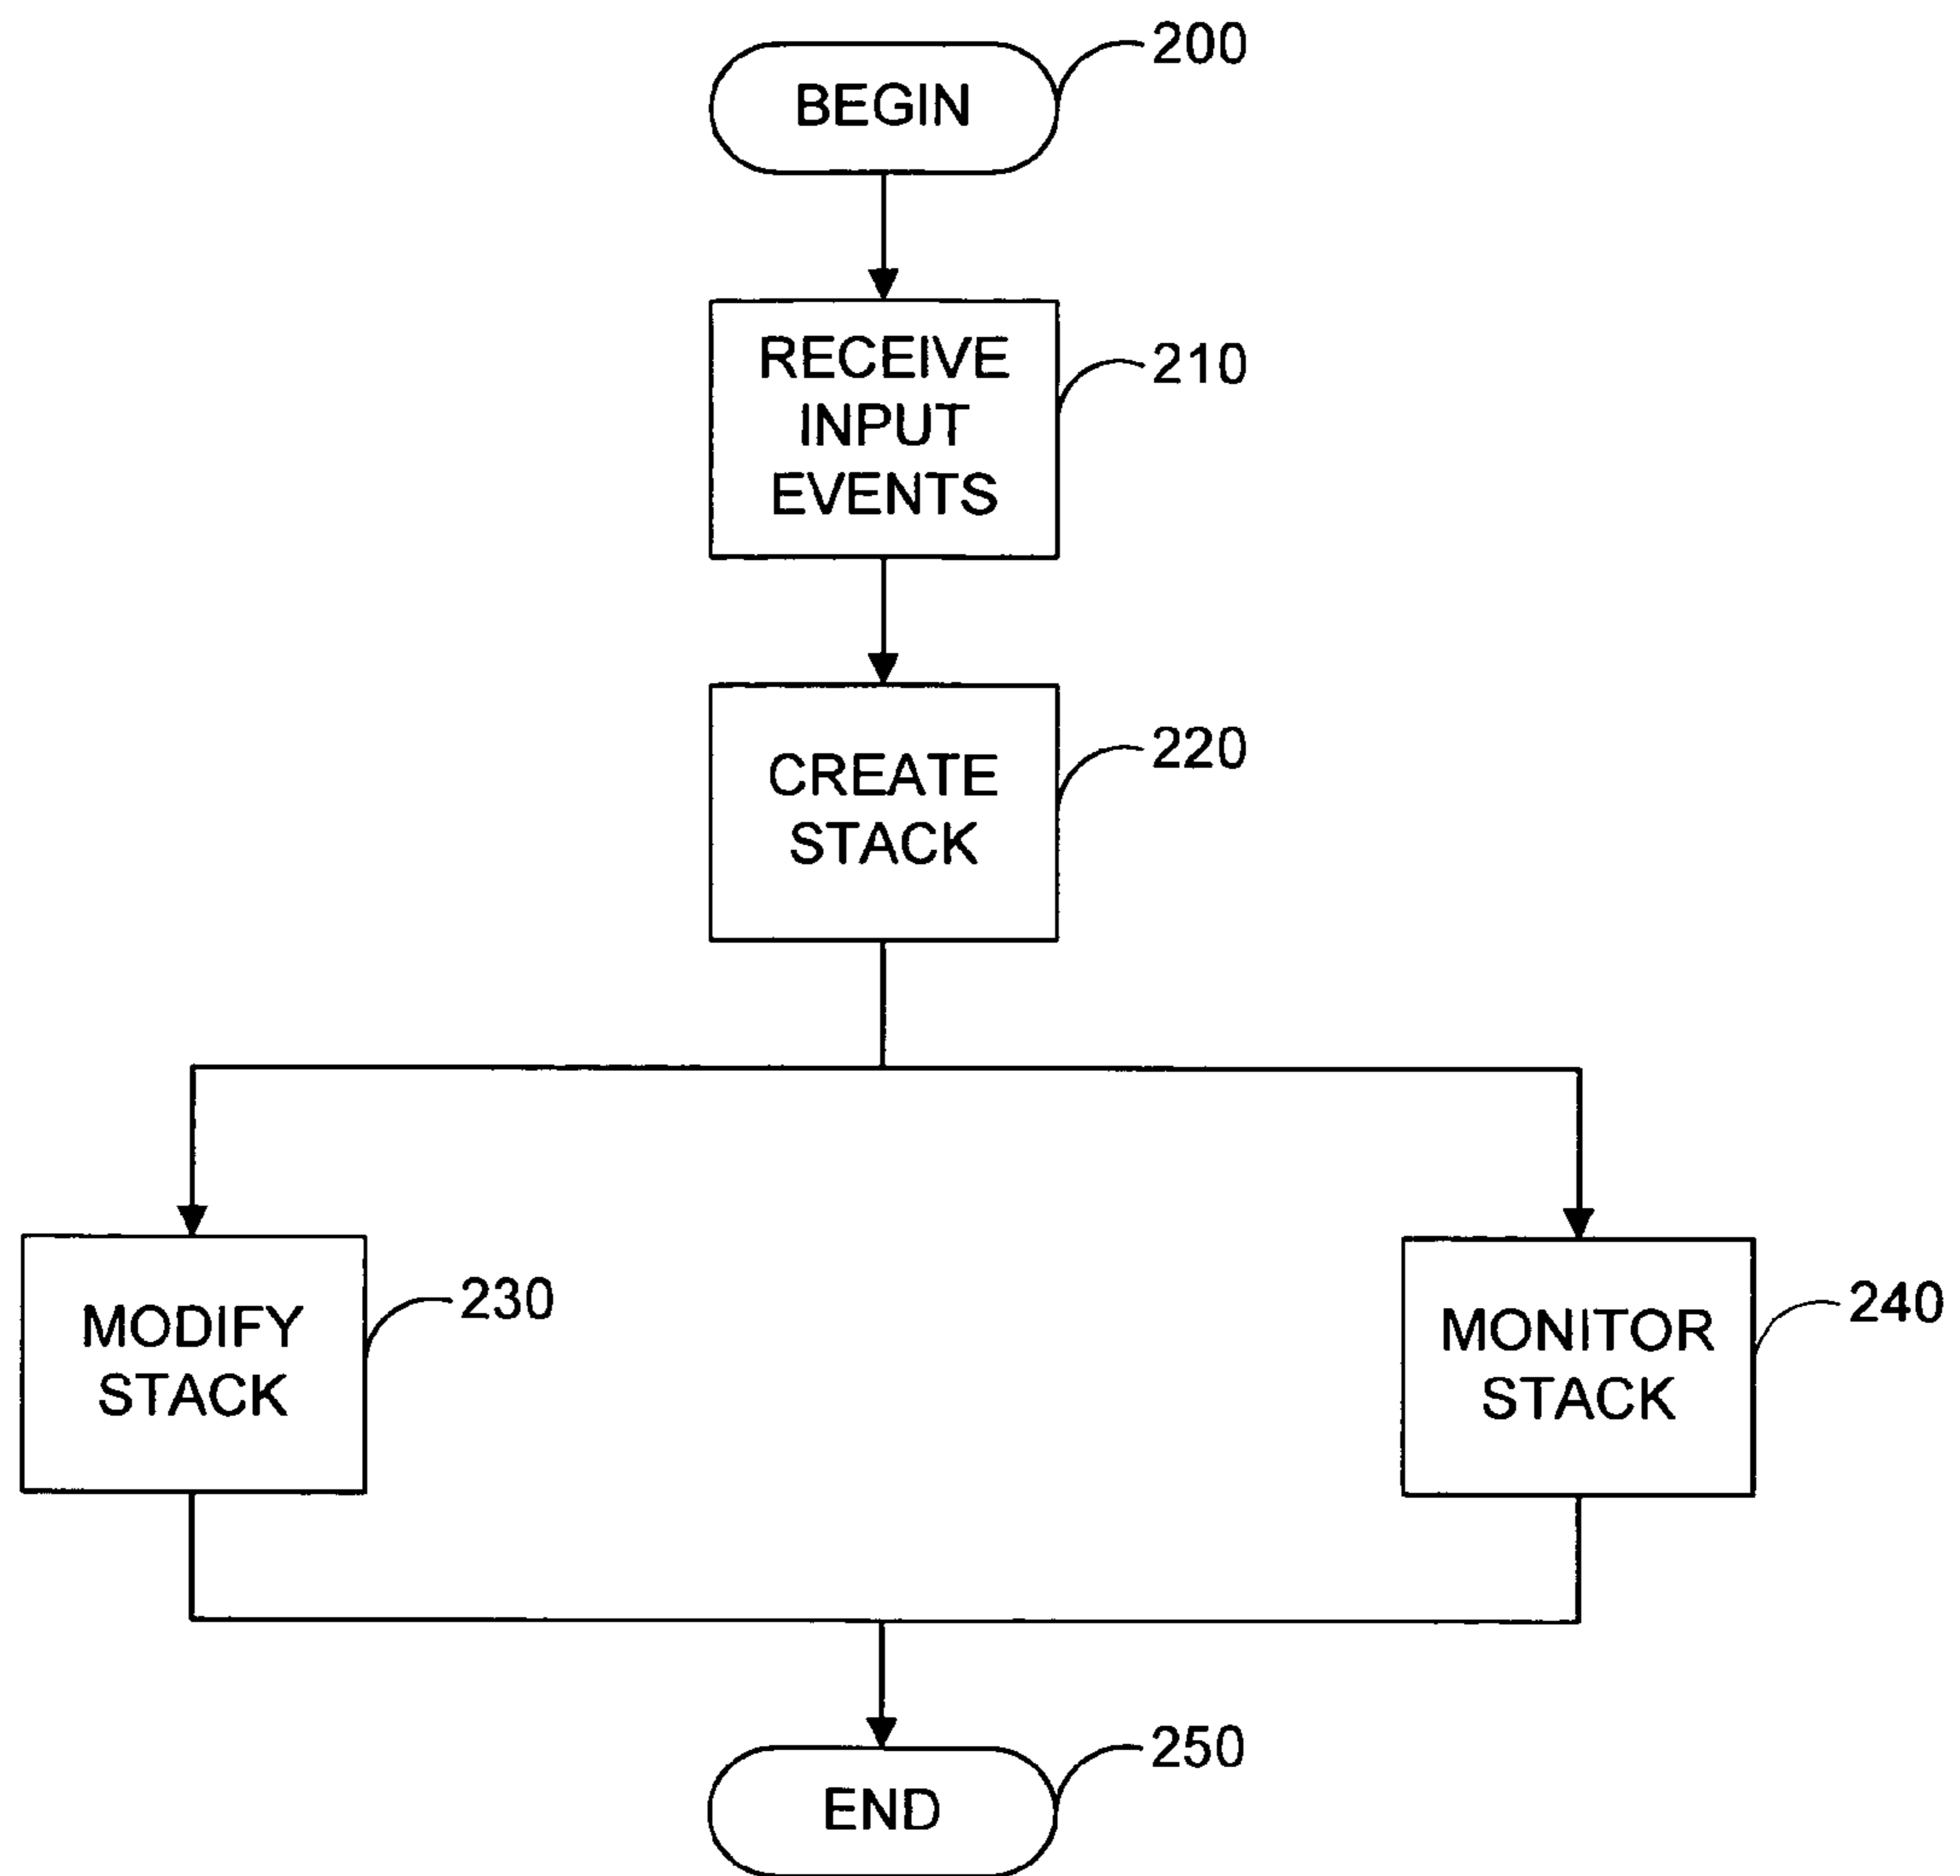 BEGIN
200
RECEIVE
INPUT
EVENTS
210
CREATE
STACK
220
MODIFY
STACK
230
MONITOR
STACK
240
END
250